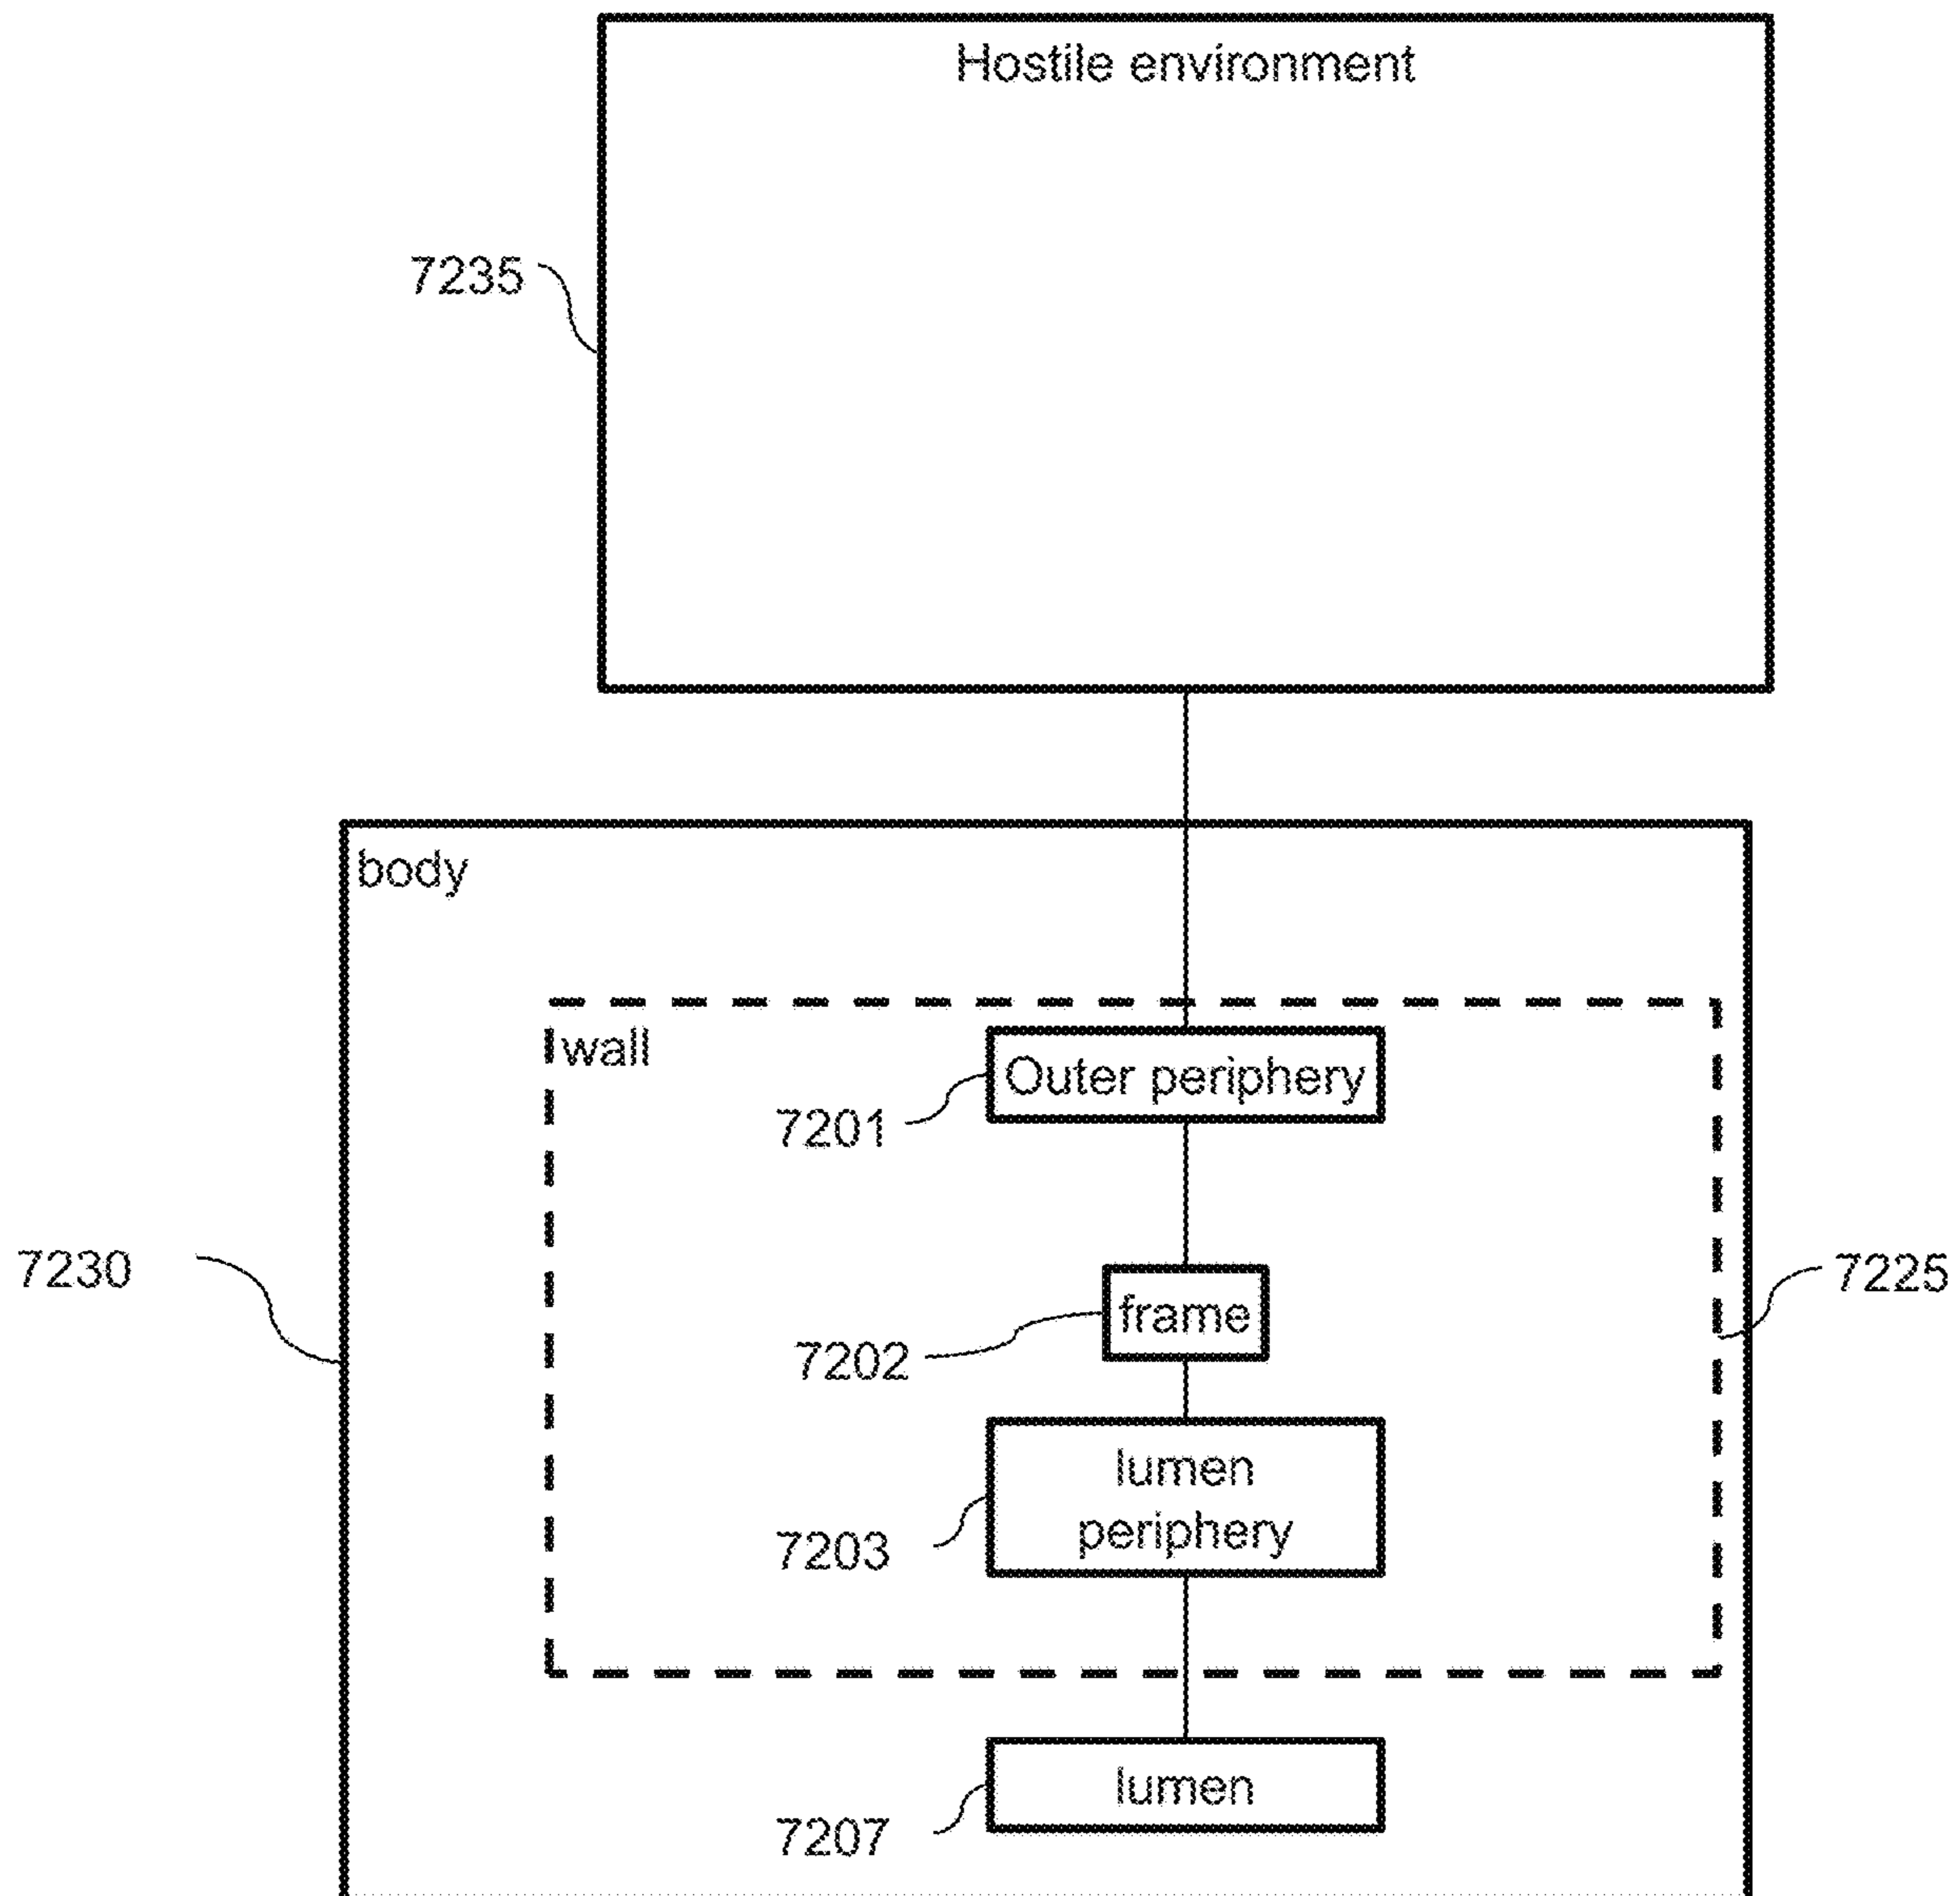 Hostile environment
7235
body
wall
Outer periphery
7201
7230
7225
frame
7202
lumen
periphery
7203
lumen
7207